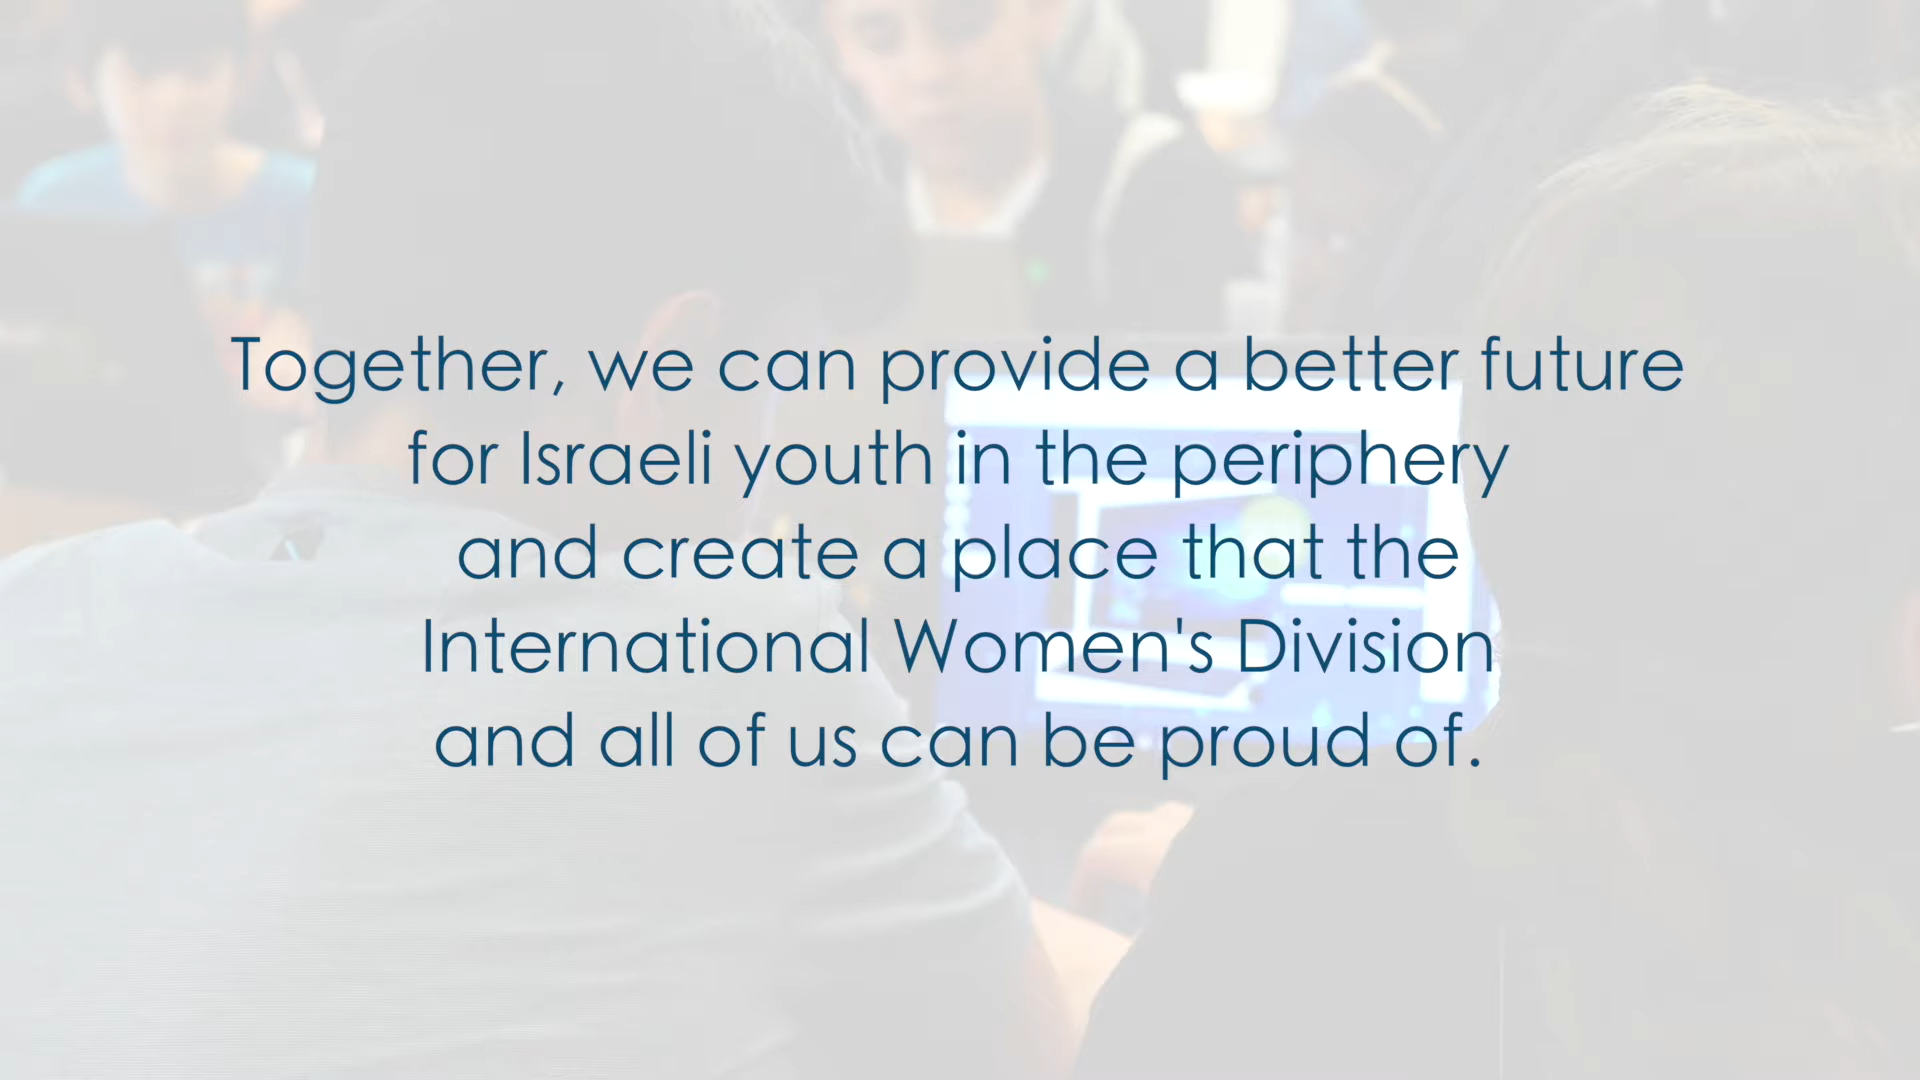 Together, we can provide a better future
for Israeli youth in the periphery
and create a place that the
International Women's Division
and all of us can be proud of.